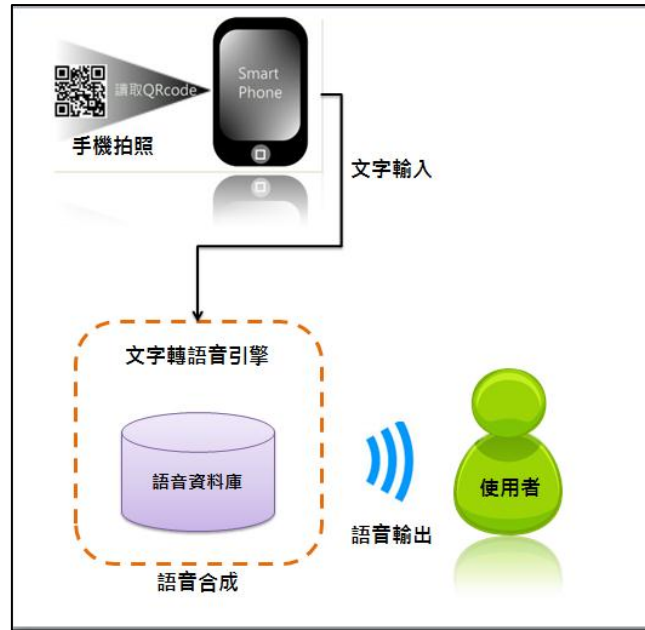 讀取QRcode
Smart
Phone
手機拍照
文字輸入
文字轉語音引擎
語音資料庫
使用者
語音輸出
語音合成